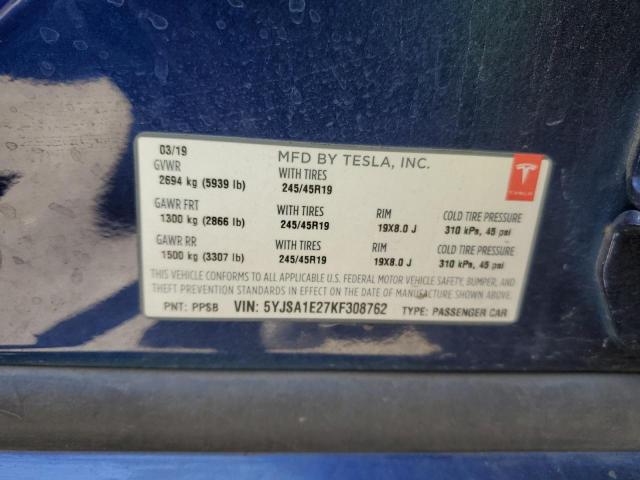 03/19 MFD BY TESLA, INC.
GVWR WITH TIRES
2694 kg (5939 lb) 245/45R19
TESLA
GAWR FRT WITH TIRES RIM COLD TIRE PRESSURE
1300 kg (2866 lb) 245/45R19 19X8.0 J 310 kPs, 45 psi
GAWR RR WITH TIRES RIM COLD TIRE PRESSURE
1500 kg (3307 lb) 245/45R19 19X8.0 J 310 kPs, 45 psi
THIS VEHICLE CONFORMS TO ALL APPLICABLE U.S. FEDERAL MOTOR VEHICLE SAFETY, BUMPER, AND
THEFT PREVENTION STANDARDS IN EFFECT ON THE DATE OF MANUFACTURE SHOWN ABOVE.
PNT: PPSB VIN: 5YJSA1E27KF308762 TYPE: PASSENGER CAR